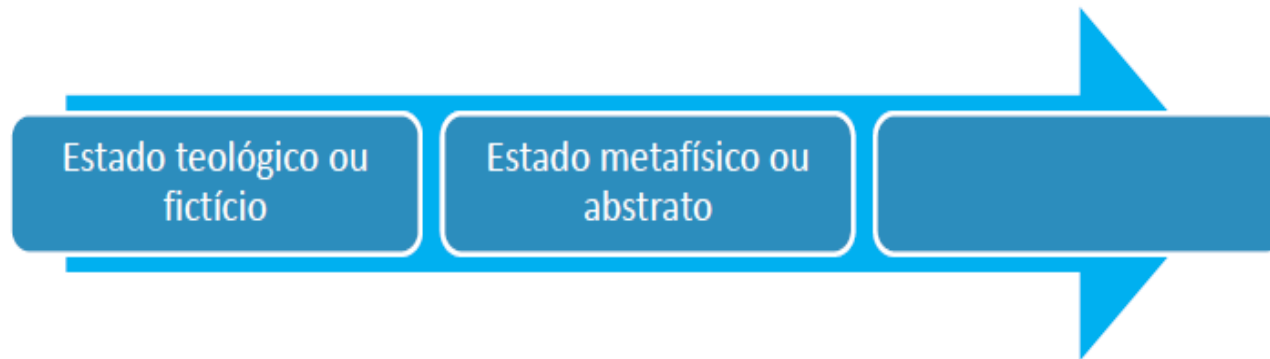 Estado teológico ou
fictício
Estado metafísico ou
abstrato